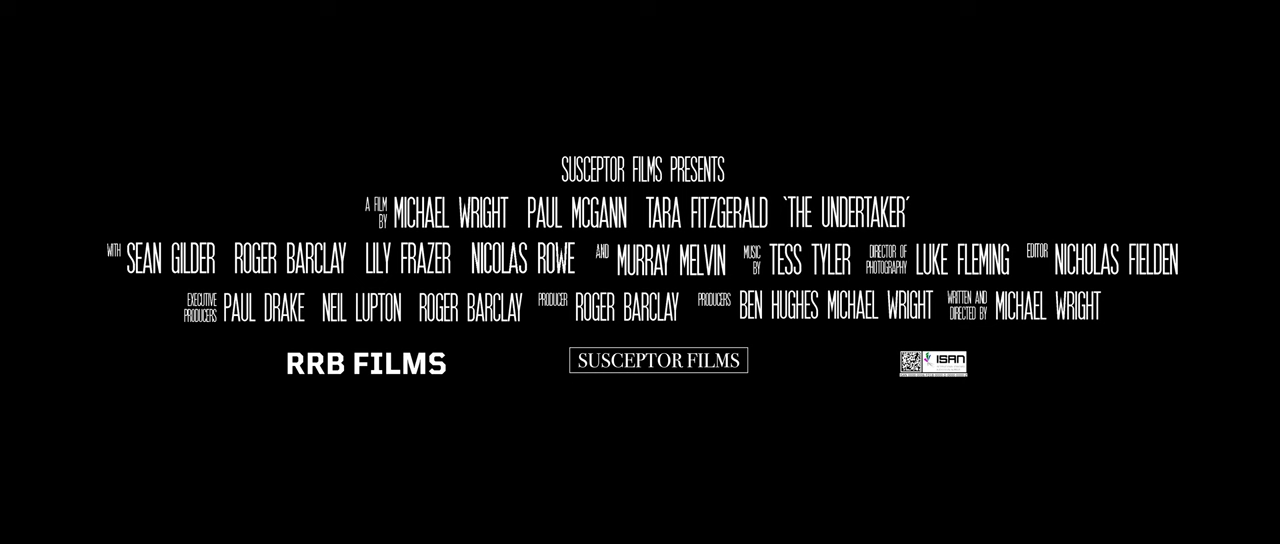 SUSCEPTOR FILMS PRESENTS
A FILM BY MICHAEL WRIGHT PAUL MCGANN TARA FITZGERALD 'THE UNDERTAKER'
WITH SEAN GILDER ROGER BARCLAY LILY FRAZER NICOLAS ROWE AND MURRAY MELVIN MUSIC BY TESS TYLER DIRECTOR OF PHOTOGRAPHY LUKE FLEMING EDITOR NICHOLAS FIELDEN
EXECUTIVE PRODUCERS PAUL DRAKE NEIL LUPTON ROGER BARCLAY PRODUCER ROGER BARCLAY PRODUCERS BEN HUGHES MICHAEL WRIGHT WRITTEN AND DIRECTED BY MICHAEL WRIGHT
RRB FILMS SUSCEPTOR FILMS ISAN